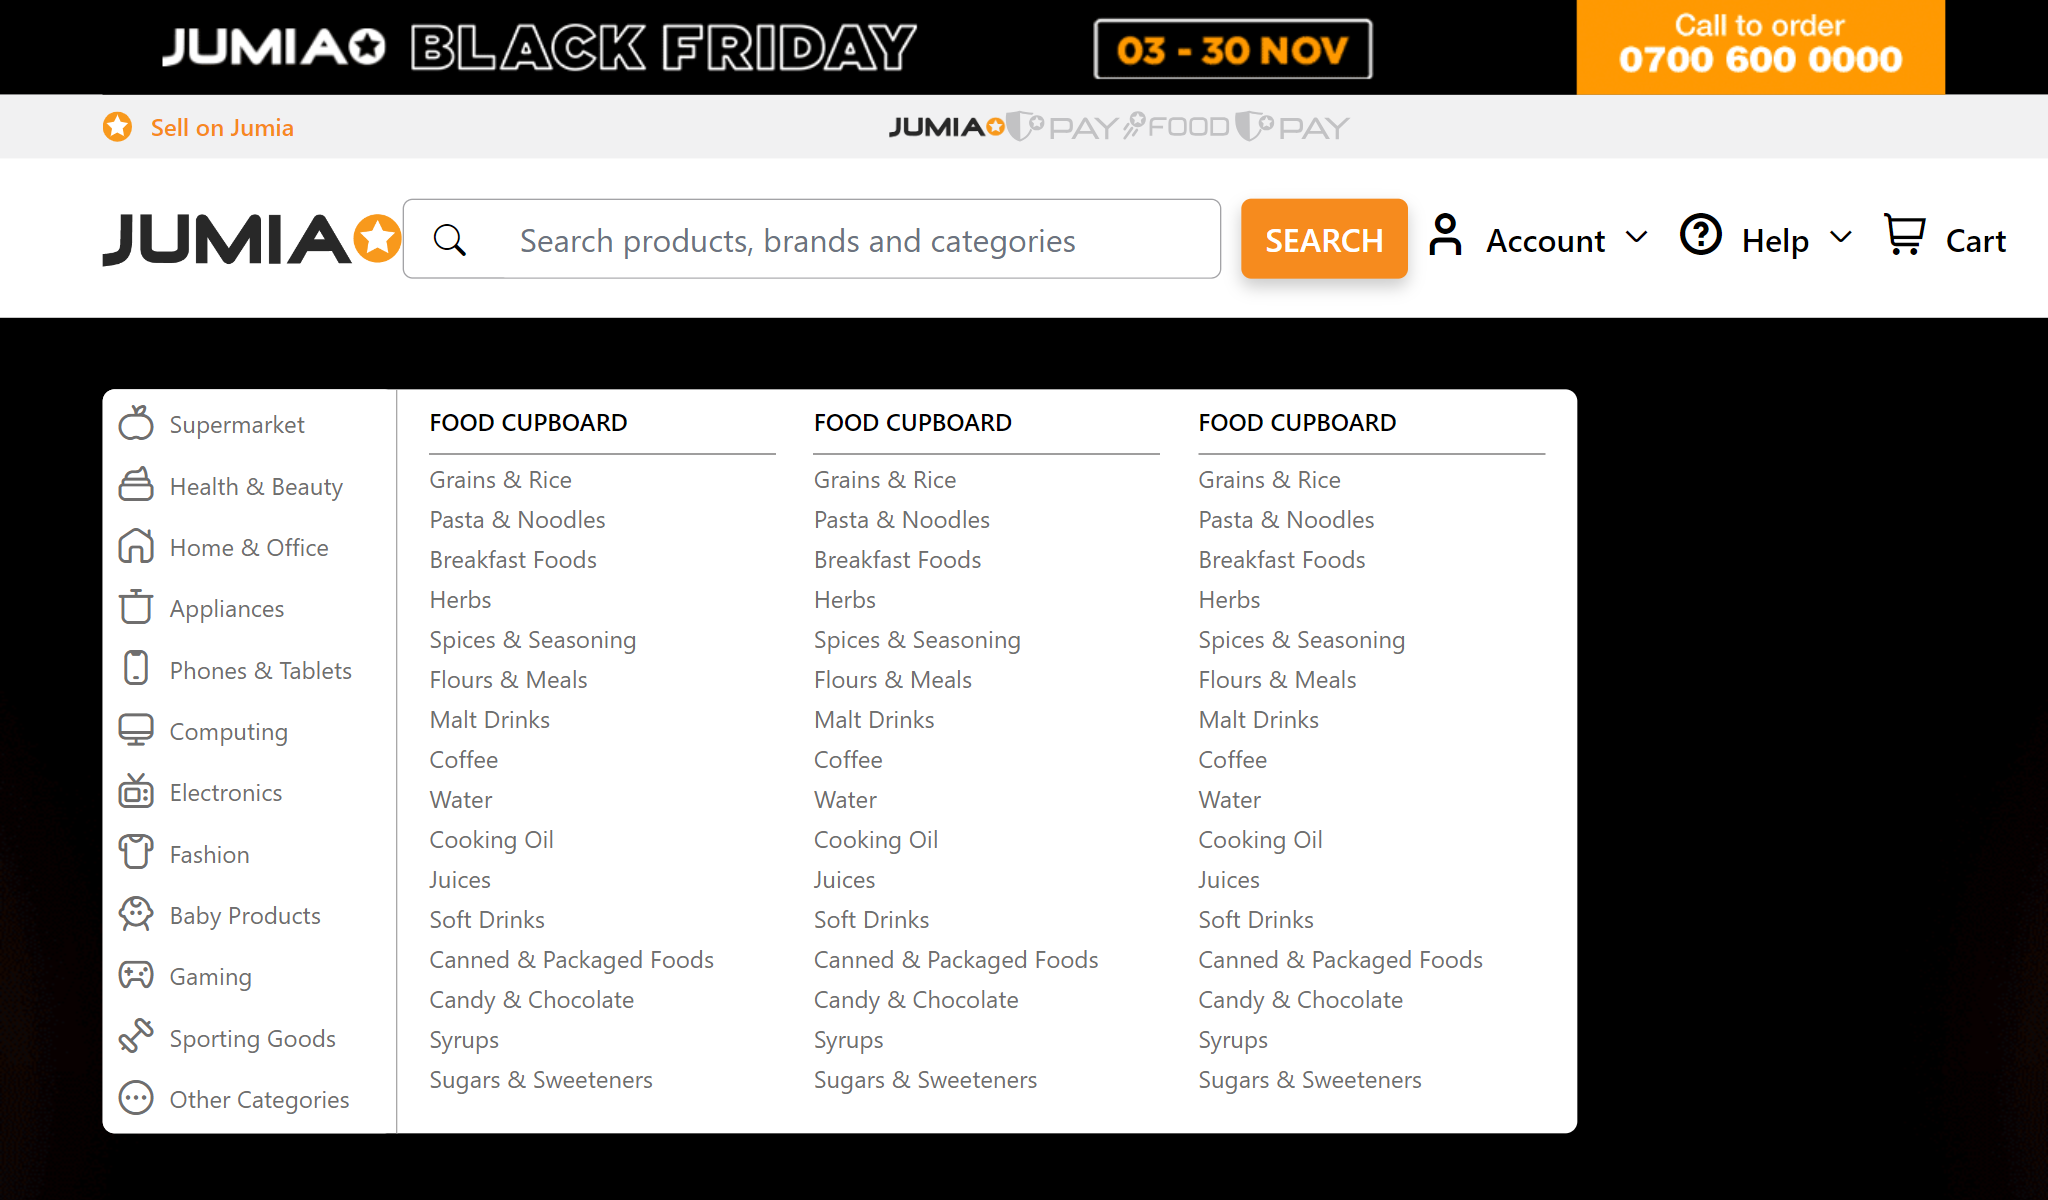 JUMIA BLACK FRIDAY
03 - 30 NOV
Call to order
0700 600 0000
Sell on Jumia
JUMIA PAY FOOD PAY
JUMIA
Search products, brands and categories
SEARCH
Account
Help
Cart
Supermarket
Health & Beauty
Home & Office
Appliances
Phones & Tablets
Computing
Electronics
Fashion
Baby Products
Gaming
Sporting Goods
Other Categories
FOOD CUPBOARD
Grains & Rice
Pasta & Noodles
Breakfast Foods
Herbs
Spices & Seasoning
Flours & Meals
Malt Drinks
Coffee
Water
Cooking Oil
Juices
Soft Drinks
Canned & Packaged Foods
Candy & Chocolate
Syrups
Sugars & Sweeteners
FOOD CUPBOARD
Grains & Rice
Pasta & Noodles
Breakfast Foods
Herbs
Spices & Seasoning
Flours & Meals
Malt Drinks
Coffee
Water
Cooking Oil
Juices
Soft Drinks
Canned & Packaged Foods
Candy & Chocolate
Syrups
Sugars & Sweeteners
FOOD CUPBOARD
Grains & Rice
Pasta & Noodles
Breakfast Foods
Herbs
Spices & Seasoning
Flours & Meals
Malt Drinks
Coffee
Water
Cooking Oil
Juices
Soft Drinks
Canned & Packaged Foods
Candy & Chocolate
Syrups
Sugars & Sweeteners